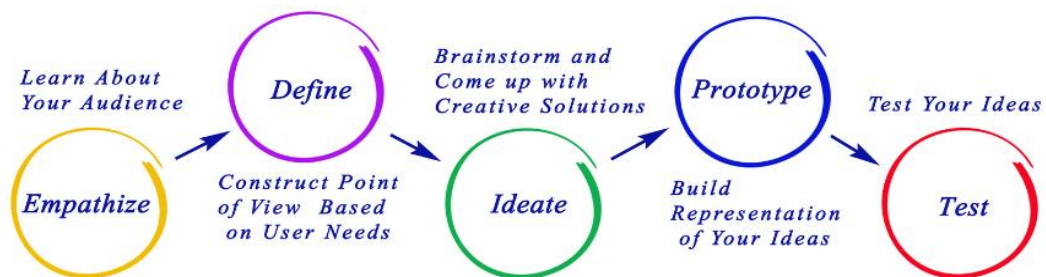 Learn About
Your Audience
Empathize
Define
Construct Point
of View Based
on User Needs
Brainstorm and
Come up with
Creative Solutions
Ideate
Prototype
Build
Representation
of Your Ideas
Test Your Ideas
Test